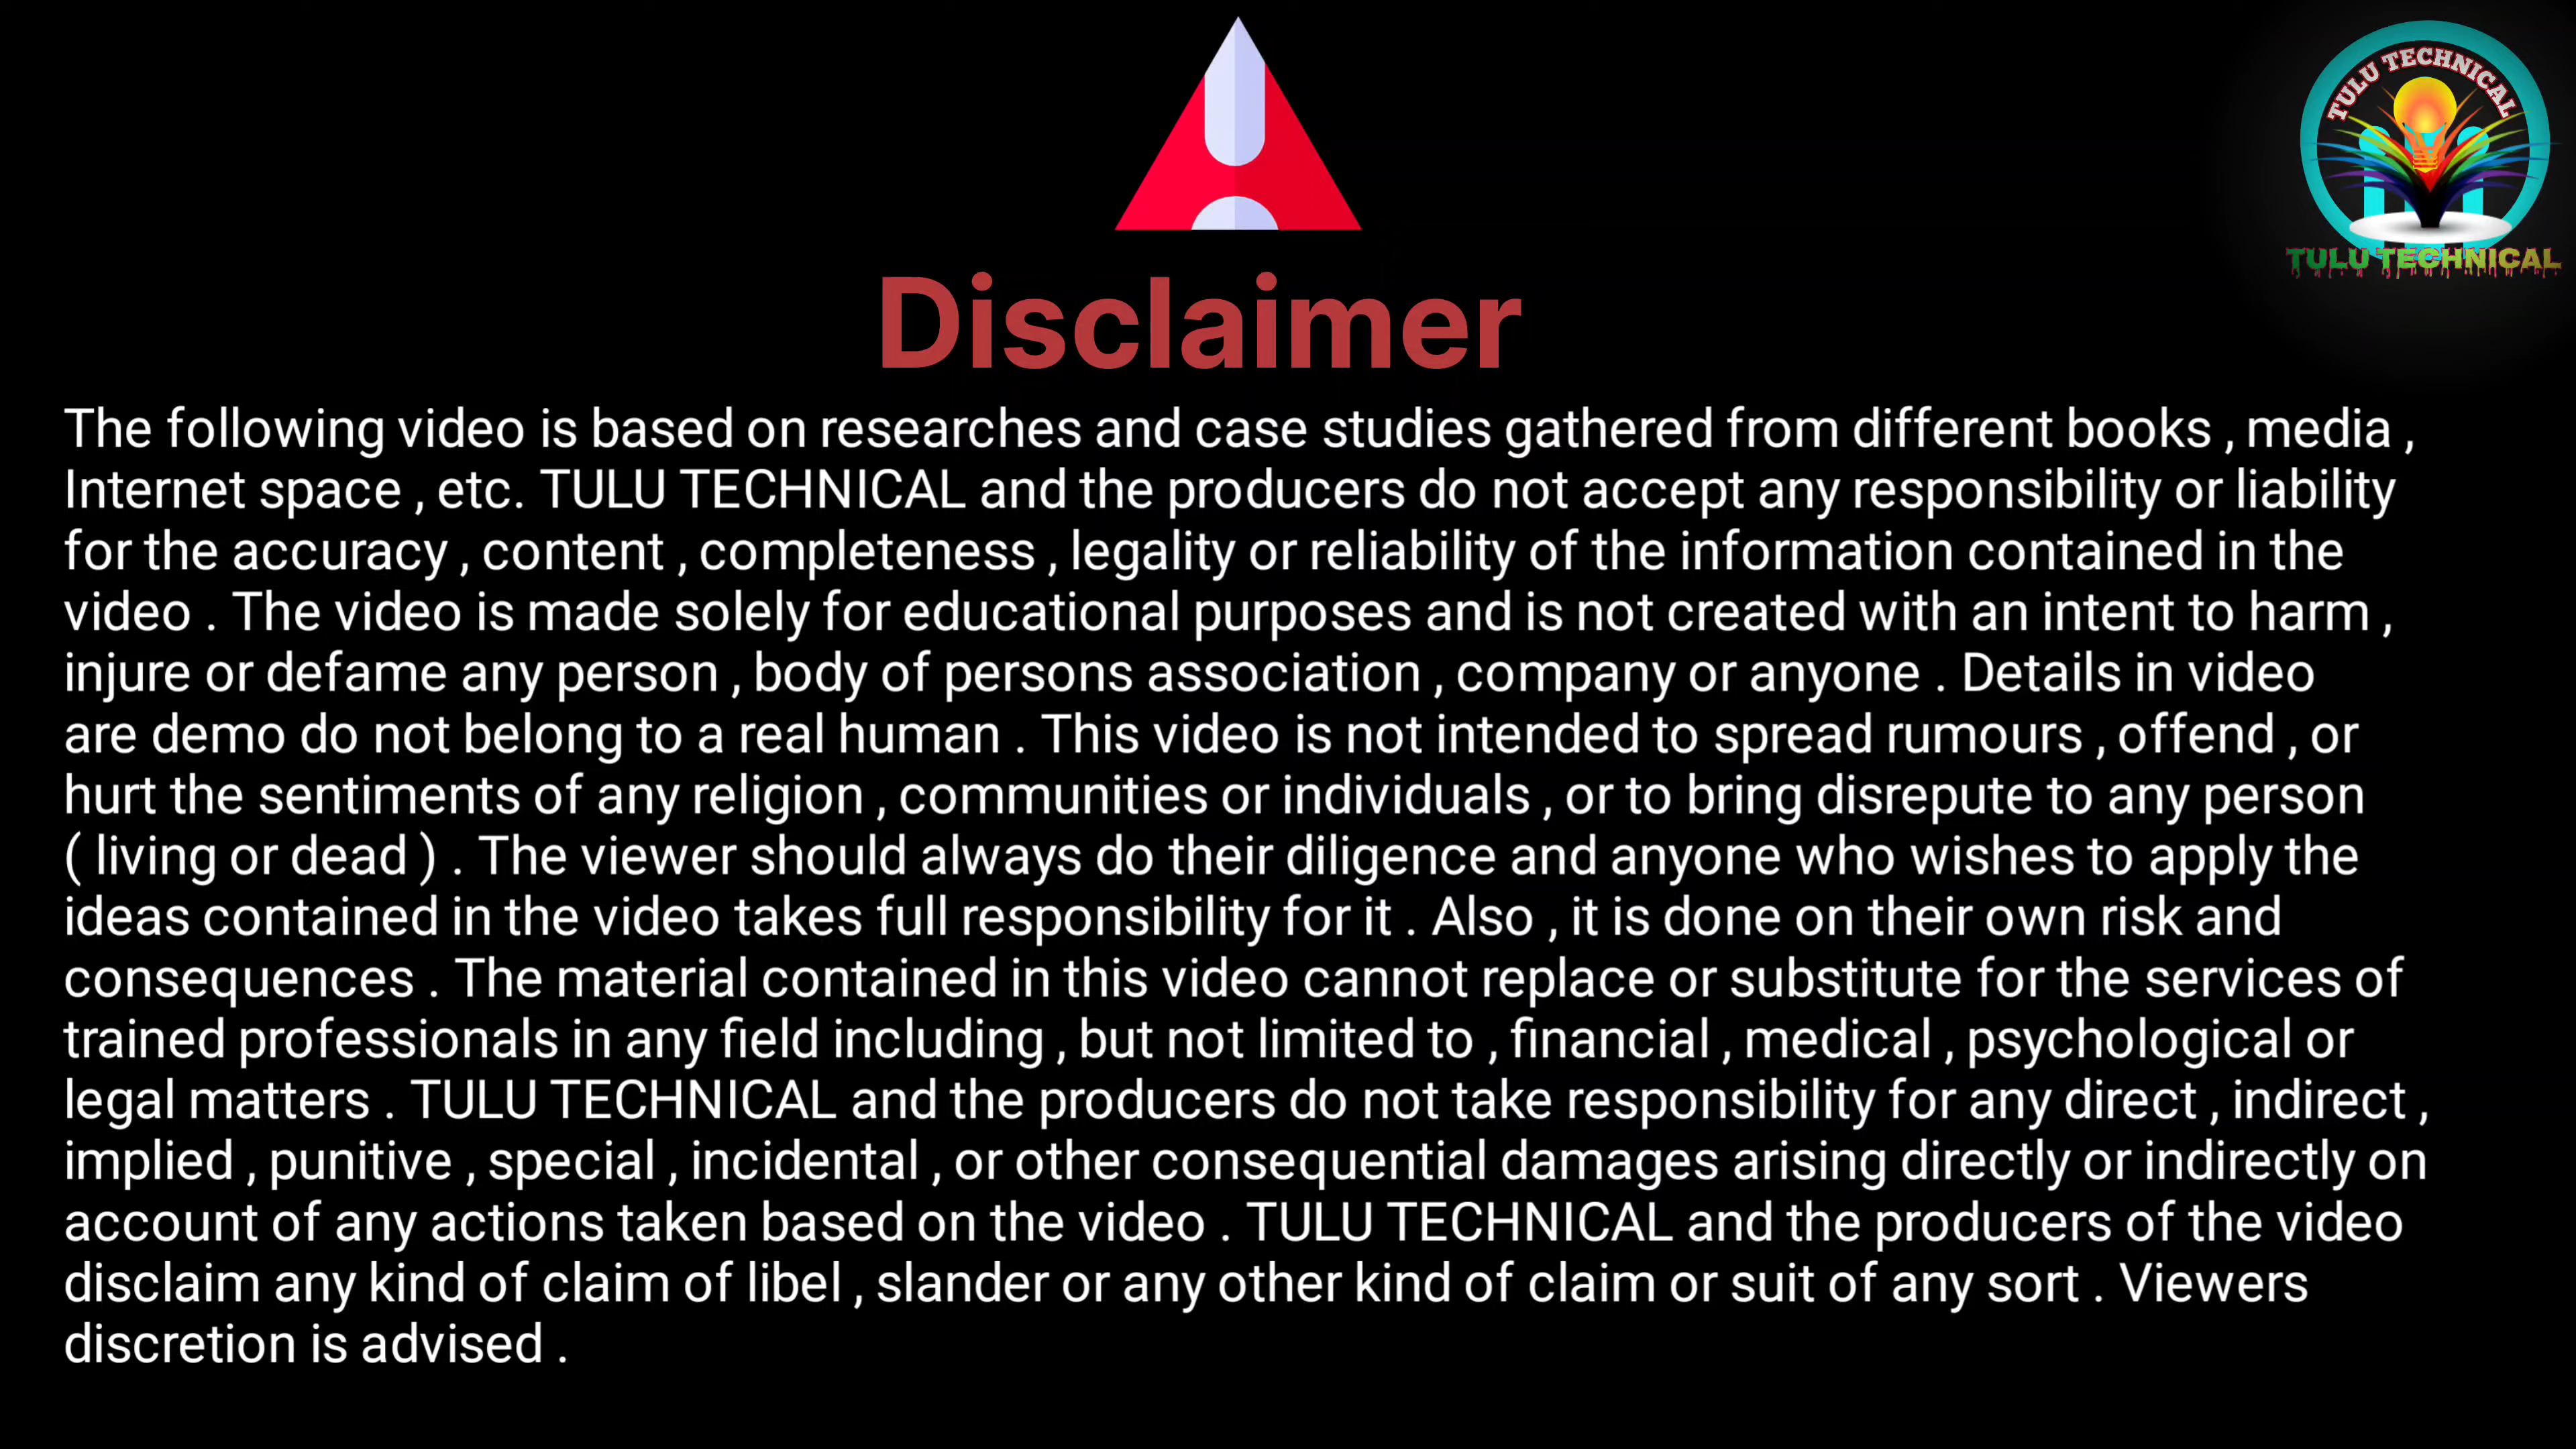 TULU TECHNICAL
TULU TECHNICAL
Disclaimer
The following video is based on researches and case studies gathered from different books , media ,
Internet space , etc. TULU TECHNICAL and the producers do not accept any responsibility or liability
for the accuracy , content , completeness , legality or reliability of the information contained in the
video . The video is made solely for educational purposes and is not created with an intent to harm ,
injure or defame any person , body of persons association , company or anyone . Details in video
are demo do not belong to a real human . This video is not intended to spread rumours , offend , or
hurt the sentiments of any religion , communities or individuals , or to bring disrepute to any person
( living or dead ) . The viewer should always do their diligence and anyone who wishes to apply the
ideas contained in the video takes full responsibility for it . Also , it is done on their own risk and
consequences . The material contained in this video cannot replace or substitute for the services of
trained professionals in any field including , but not limited to , financial , medical , psychological or
legal matters . TULU TECHNICAL and the producers do not take responsibility for any direct , indirect ,
implied , punitive , special , incidental , or other consequential damages arising directly or indirectly on
account of any actions taken based on the video . TULU TECHNICAL and the producers of the video
disclaim any kind of claim of libel , slander or any other kind of claim or suit of any sort . Viewers
discretion is advised .